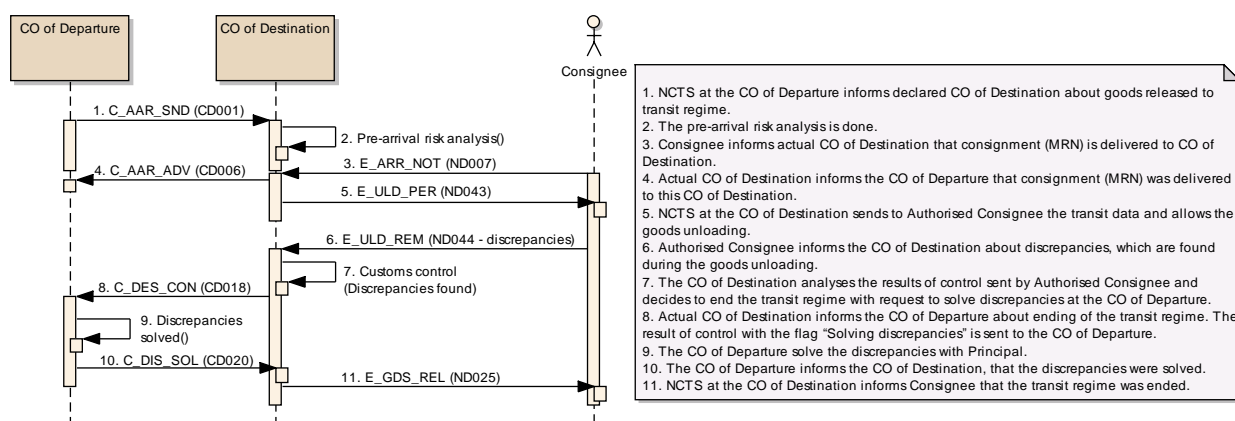 CO of Departure
CO of Destination
Consignee
1. C_AAR_SND (CD001)
2. Pre-arrival risk analysis()
3. E_ARR_NOT (ND007)
4. C_AAR_ADV (CD006)
5. E_ULD_PER (ND043)
6. E_ULD_REM (ND044 - discrepancies)
7. Customs control
(Discrepancies found)
8. C_DES_CON (CD018)
9. Discrepancies
solved()
10. C_DIS_SOL (CD020)
11. E_GDS_REL (ND025)
1. NCTS at the CO of Departure informs declared CO of Destination about goods released to
transit regime.
2. The pre-arrival risk analysis is done.
3. Consignee informs actual CO of Destination that consignment (MRN) is delivered to CO of
Destination.
4. Actual CO of Destination informs the CO of Departure that consignment (MRN) was delivered
to this CO of Destination.
5. NCTS at the CO of Destination sends to Authorised Consignee the transit data and allows the
goods unloading.
6. Authorised Consignee informs the CO of Destination about discrepancies, which are found
during the goods unloading.
7. The CO of Destination analyses the results of control sent by Authorised Consignee and
decides to end the transit regime with request to solve discrepancies at the CO of Departure.
8. Actual CO of Destination informs the CO of Departure about ending of the transit regime. The
result of control with the flag “Solving discrepancies” is sent to the CO of Departure.
9. The CO of Departure solve the discrepancies with Principal.
10. The CO of Departure informs the CO of Destination, that the discrepancies were solved.
11. NCTS at the CO of Destination informs Consignee that the transit regime was ended.